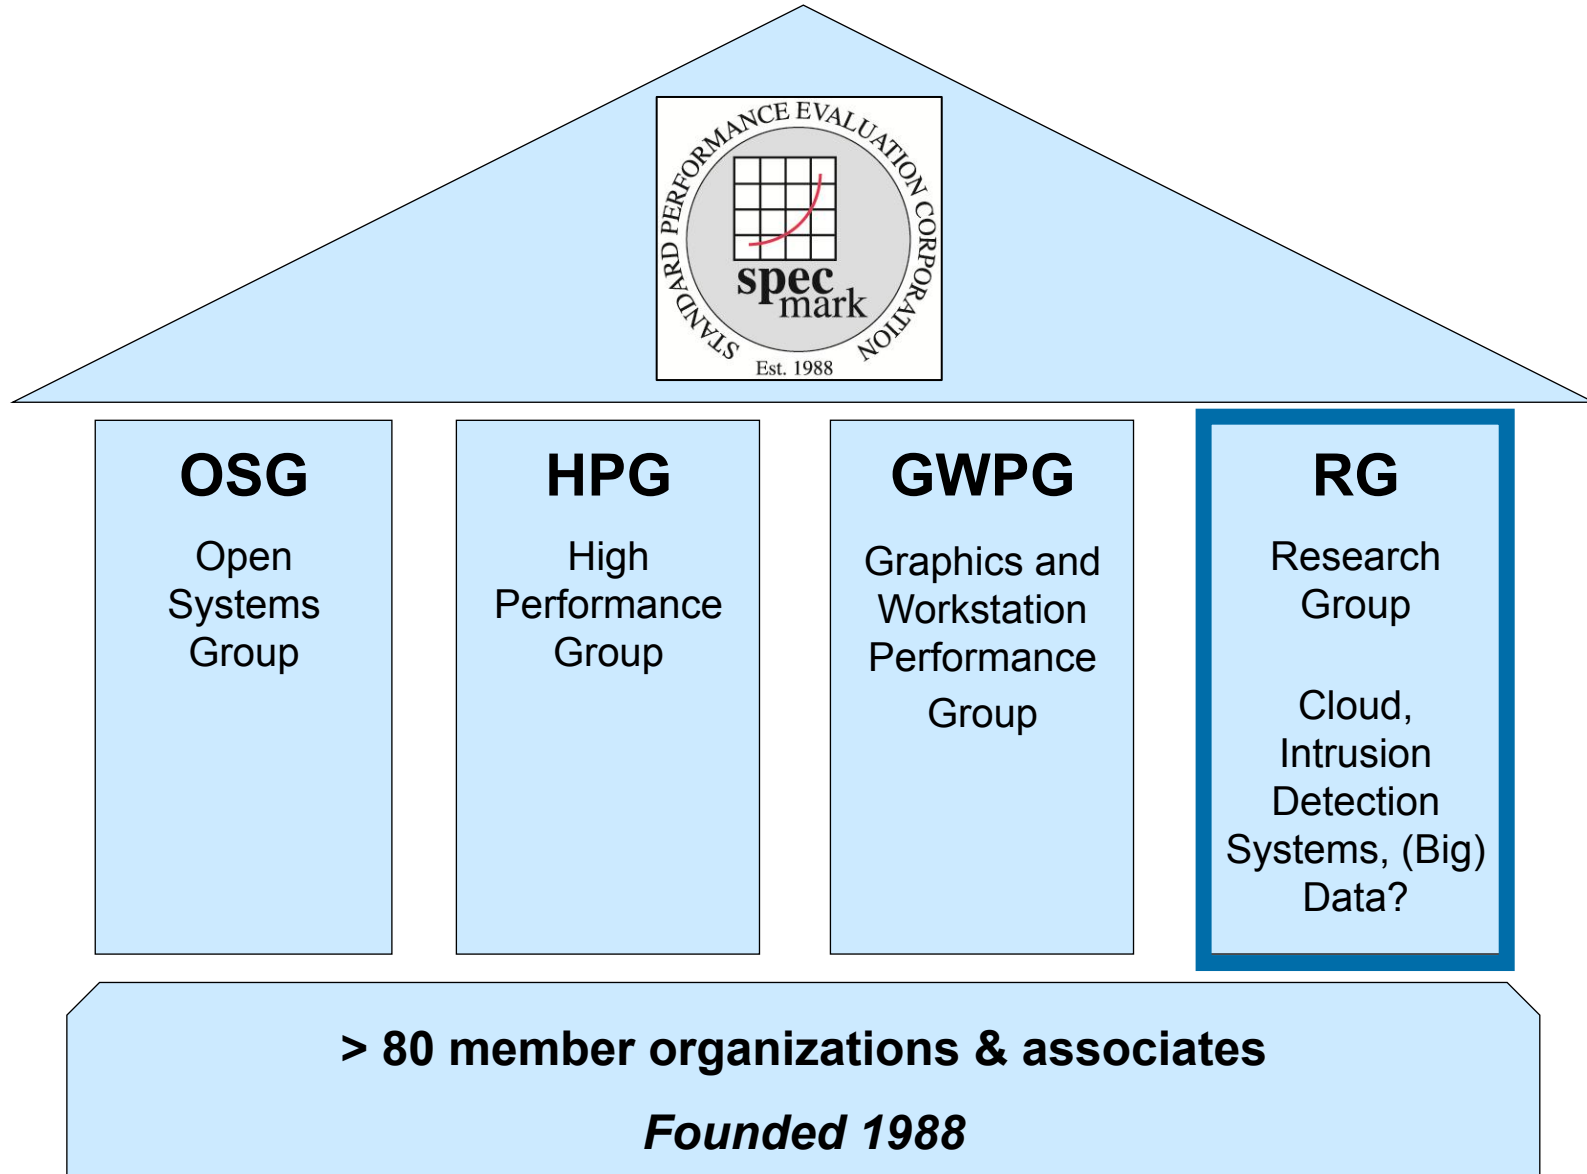 STANDARD PERFORMANCE EVALUATION CORPORATION
spec
mark
Est. 1988
OSG
Open
Systems
Group
HPG
High
Performance
Group
GWPG
Graphics and
Workstation
Performance
Group
RG
Research
Group
Cloud,
Intrusion
Detection
Systems, (Big)
Data?
> 80 member organizations & associates
Founded 1988